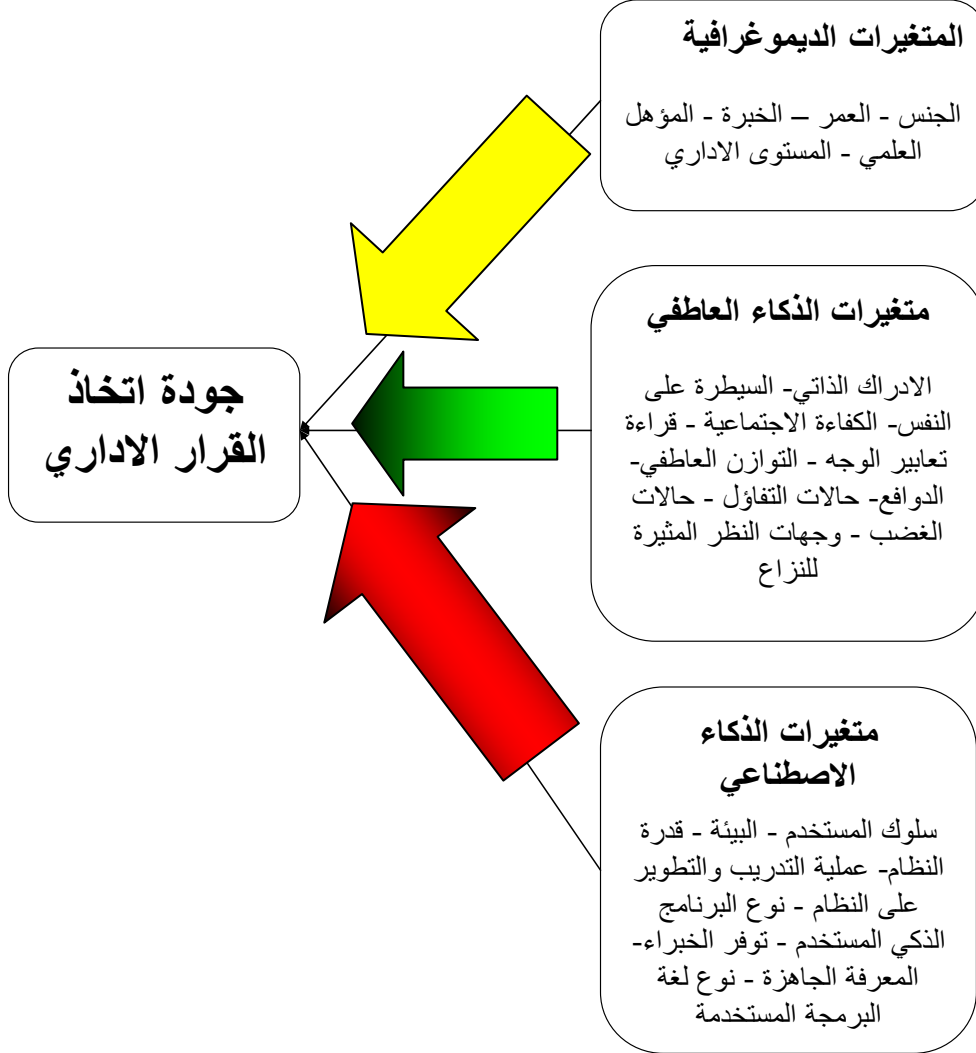 المتغيرات الديموغرافية
الجنس - العمر – الخبرة - المؤهل
العلمي - المستوى الاداري
متغيرات الذكاء العاطفي
الادراك الذاتي- السيطرة على
النفس- الكفاءة الاجتماعية - قراءة
تعابير الوجه - التوازن العاطفي-
الدوافع- حالات التفاؤل - حالات
الغضب - وجهات النظر المثيرة
للنزاع
جودة اتخاذ
القرار الاداري
متغيرات الذكاء
الاصطناعي
سلوك المستخدم - البيئة - قدرة
النظام- عملية التدريب والتطوير
على النظام - نوع البرنامج
الذكي المستخدم - توفر الخبراء-
المعرفة الجاهزة - نوع لغة
البرمجة المستخدمة